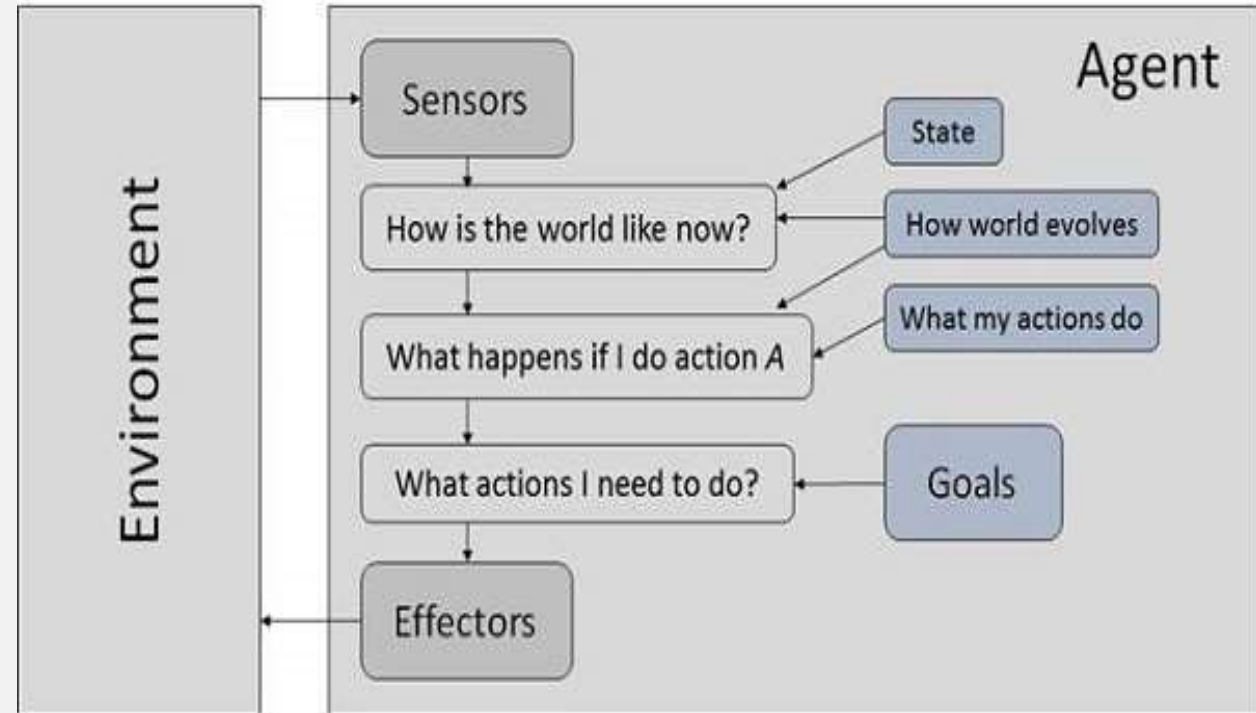 Environment
Agent
Sensors
State
How is the world like now?
How world evolves
What my actions do
What happens if I do action A
What actions I need to do?
Goals
Effectors